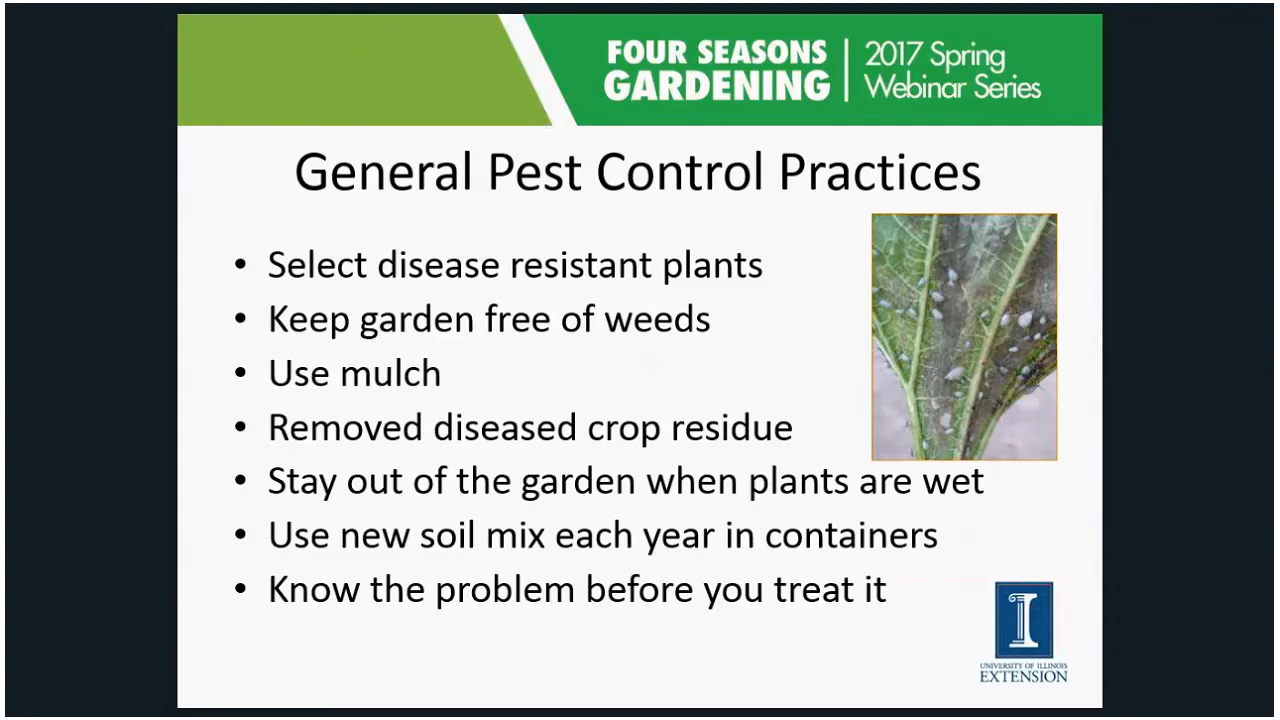 FOUR SEASONS
GARDENING
2017 Spring
Webinar Series
General Pest Control Practices
• Select disease resistant plants
• Keep garden free of weeds
• Use mulch
• Removed diseased crop residue
• Stay out of the garden when plants are wet
• Use new soil mix each year in containers
• Know the problem before you treat it
I
UNIVERSITY OF ILLINOIS
EXTENSION